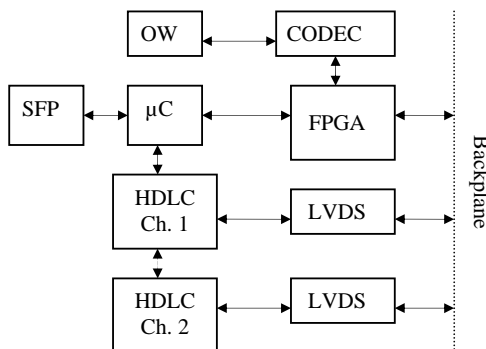 OW
CODEC
SFP
µC
FPGA
Backplane
HDLC
Ch. 1
LVDS
HDLC
Ch. 2
LVDS